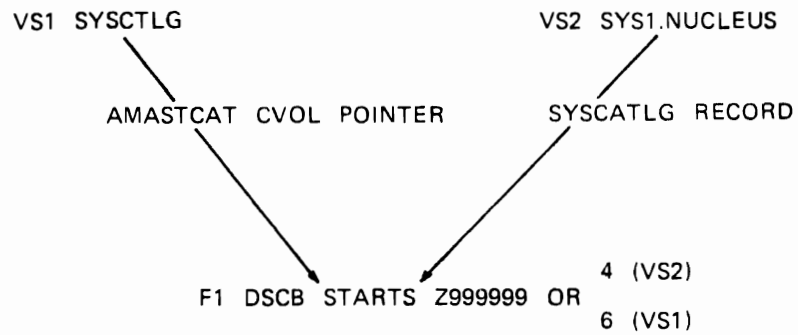 VS1 SYSCTLG
VS2 SYS1.NUCLEUS
AMASTCAT CVOL POINTER
SYSCATLG RECORD
F1 DSCB STARTS Z999999 OR
4 (VS2)
6 (VS1)